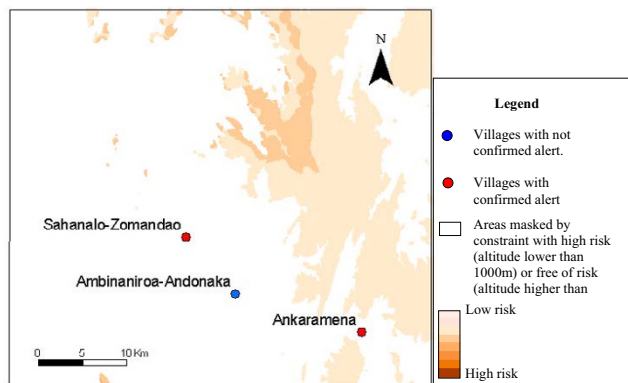 N
Sahanalo-Zomandao
Ambinaniroa-Andonaka
Ankaramena
0 5 10 Km
Legend
Villages with not
confirmed alert.
Villages with
confirmed alert
Areas masked by
constraint with high risk
(altitude lower than
1000m) or free of risk
(altitude higher than
Low risk
High risk